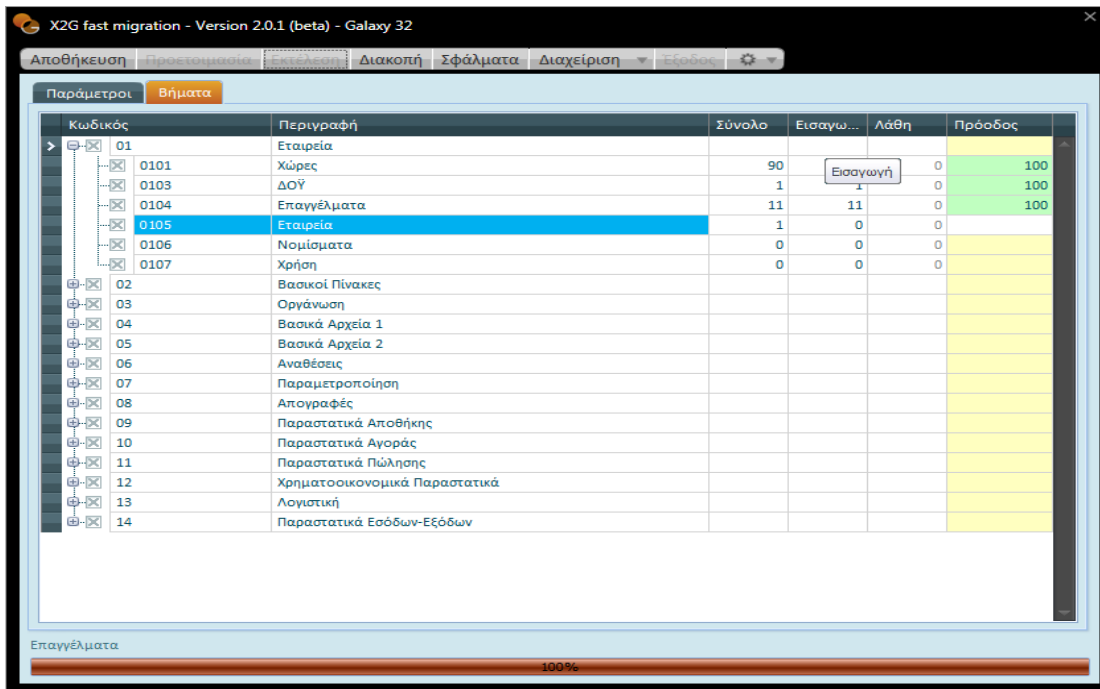 X2G fast migration - Version 2.0.1 (beta) - Galaxy 32
Αποθήκευση Προετοιμασία Εκτέλεση Διακοπή Σφάλματα Διαχείριση Έξοδος
Παράμετροι Βήματα
Κωδικός Περιγραφή Σύνολο Εισαγω... Λάθη Πρόοδος
01 Εταιρεία
0101 Χώρες 90 0 100
Εισαγωγή
0103 ΔΟΫ 1 1 0 100
0104 Επαγγέλματα 11 11 0 100
0105 Εταιρεία 1 0 0
0106 Νομίσματα 0 0 0
0107 Χρήση 0 0 0
02 Βασικοί Πίνακες
03 Οργάνωση
04 Βασικά Αρχεία 1
05 Βασικά Αρχεία 2
06 Αναθέσεις
07 Παραμετροποίηση
08 Απογραφές
09 Παραστατικά Αποθήκης
10 Παραστατικά Αγοράς
11 Παραστατικά Πώλησης
12 Χρηματοοικονομικά Παραστατικά
13 Λογιστική
14 Παραστατικά Εσόδων-Εξόδων
Επαγγέλματα
100%